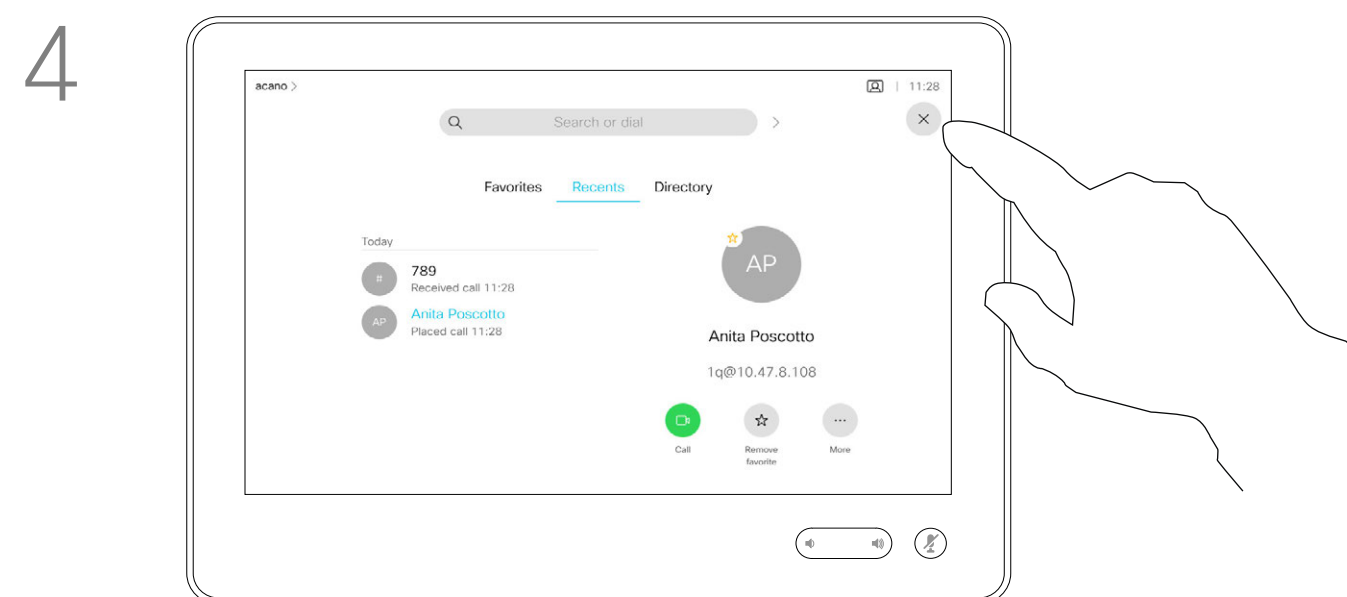 4
acano >
11:28
Search or dial
Favorites Recents Directory
Today
#
789
Received call 11:28
AP
Anita Poscotto
Placed call 11:28
AP
Anita Poscotto
1q@10.47.8.108
Call
Remove
favorite
More